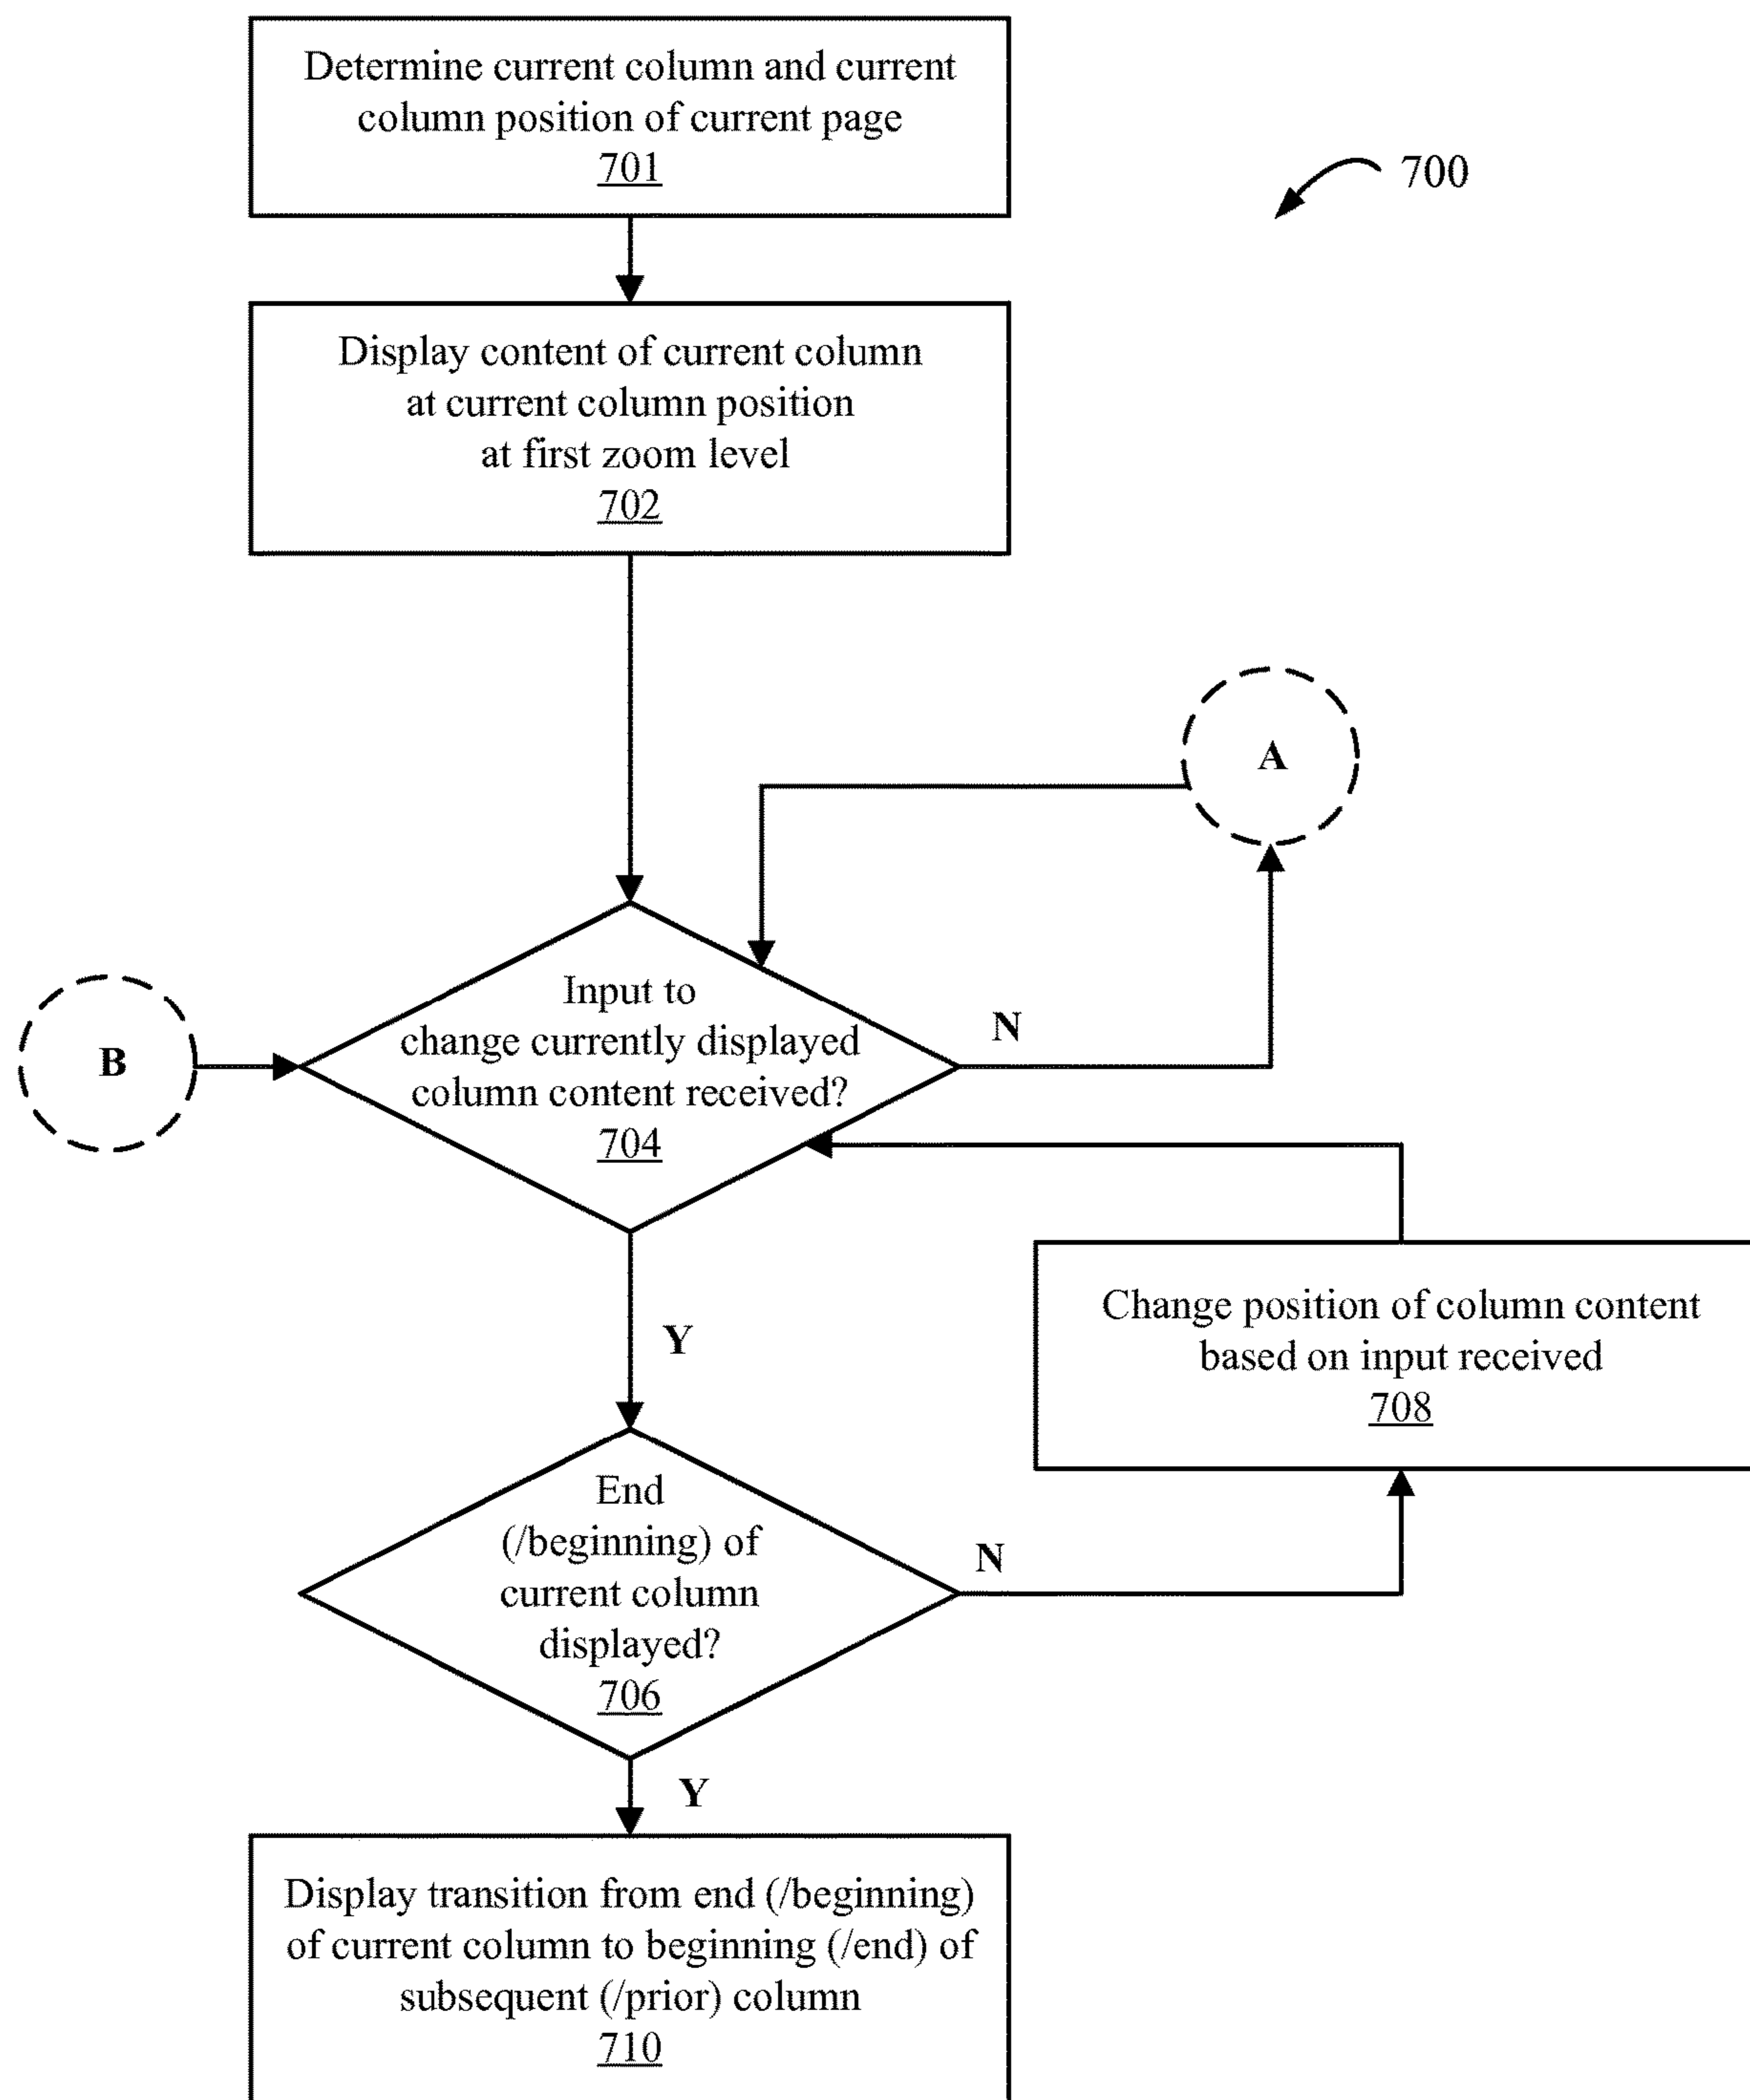 Determine current column and current
column position of current page
701
700
Display content of current column
at current column position
at first zoom level
702
A
Input to
change currently displayed
column content received?
704
N
B
Y
Change position of column content
based on input received
708
End
(/beginning) of
current column
displayed?
706
N
Y
Display transition from end (/beginning)
of current column to beginning (/end) of
subsequent (/prior) column
710